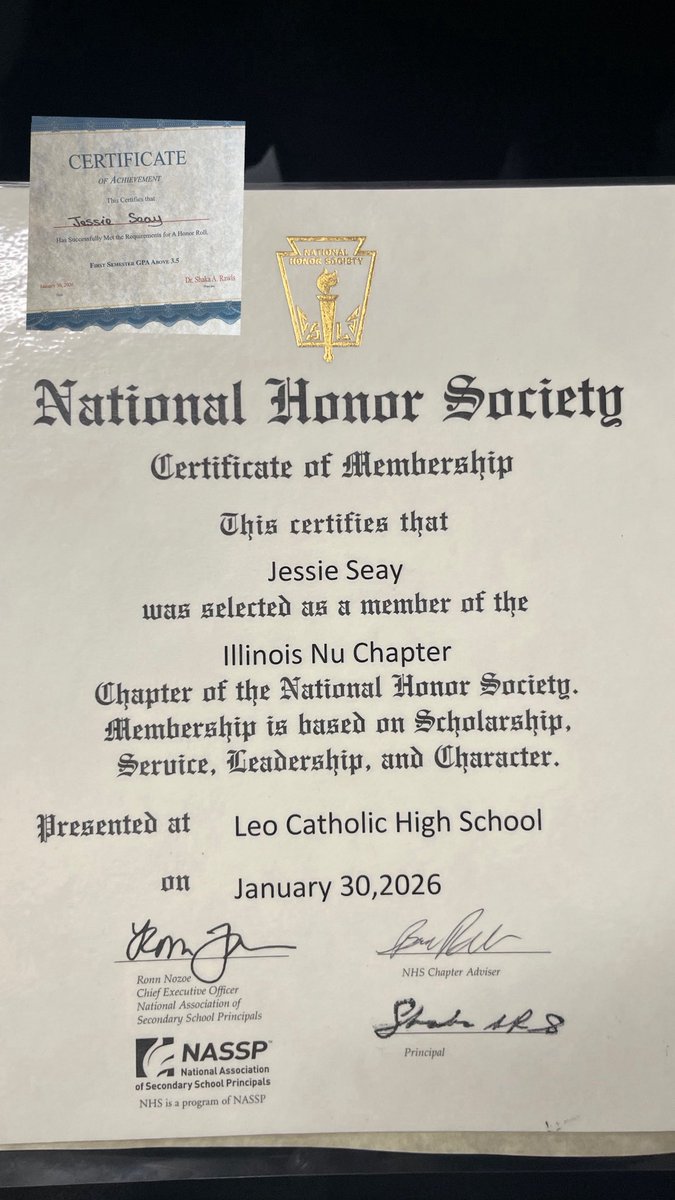 CERTIFICATE
OF ACHIEVEMENT
This Certifies that
Jessie Seay
Has Successfully Met the Requirements for A Honor Roll.
FIRST SEMESTER GPA ABOVE 3.5
January 30, 2026
Dr. Shaka A. Rawls
NATIONAL
HONOR SOCIETY
S L
National Honor Society
Certificate of Membership
This certifies that
Jessie Seay
was selected as a member of the
Illinois Nu Chapter
Chapter of the National Honor Society.
Membership is based on Scholarship,
Service, Leadership, and Character.
Presented at Leo Catholic High School
on January 30,2026
Ronn Nozoe
Chief Executive Officer
National Association of
Secondary School Principals
NHS Chapter Adviser
Principal
NASSP™
National Association
of Secondary School Principals
NHS is a program of NASSP